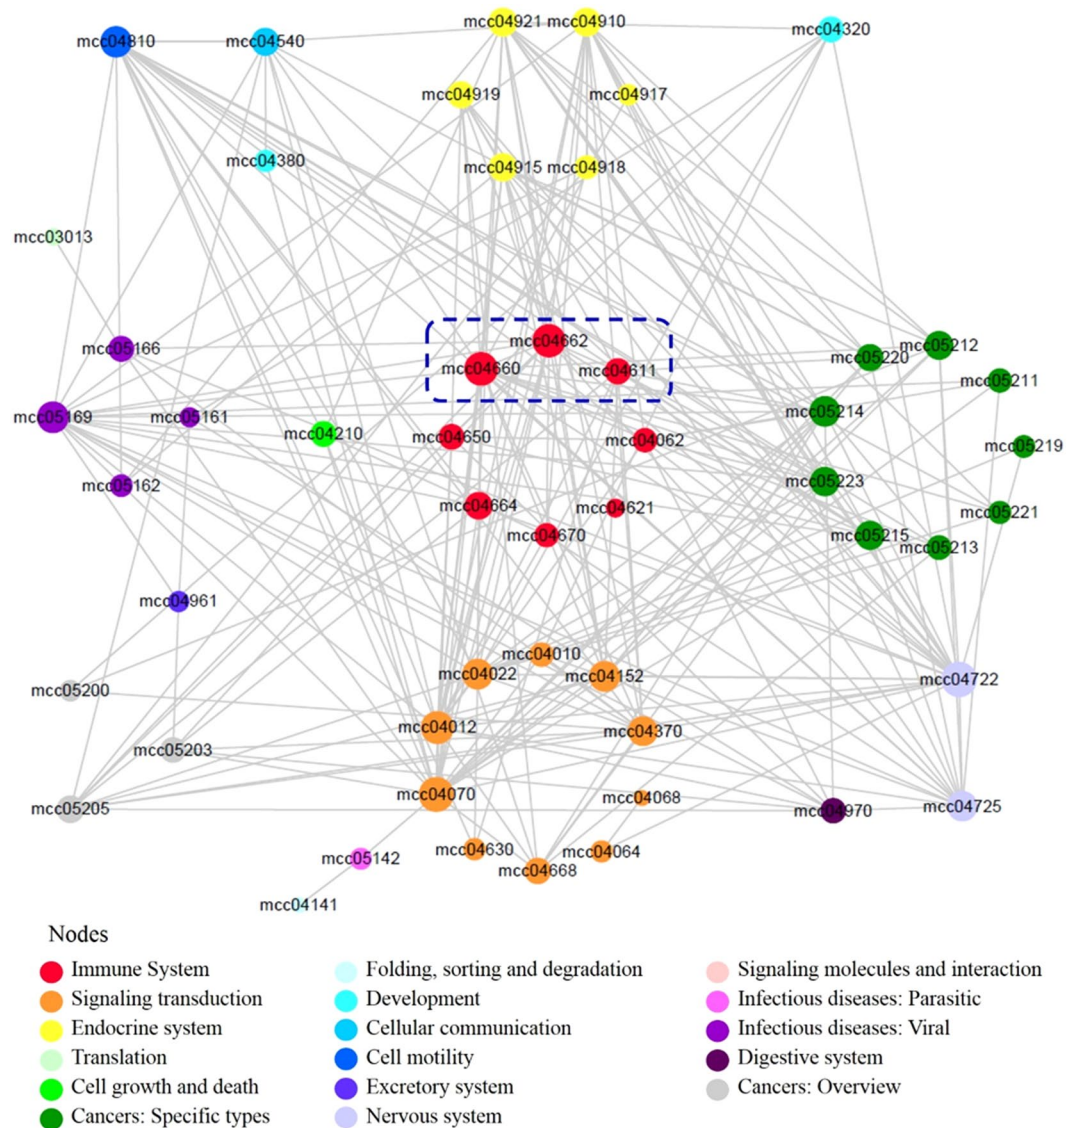 mcc04921 mcc04910
mcc04810 mcc04540 mcc04320
mcc04919 mcc04917
mcc04380 mcc04915 mcc04918
mcc03013
mcc05166 mcc04662 mcc05220 mcc05212
mcc04660 mcc04611 mcc05211
mcc05169 mcc05161 mcc05214
mcc04210 mcc04650 mcc04062 mcc05219
mcc05162 mcc05223
mcc04664 mcc04621 mcc05221
mcc04670 mcc05215 mcc05213
mcc04961
mcc04010
mcc05200 mcc04022 mcc04152 mcc04722
mcc04012 mcc04370
mcc05203
mcc05205 mcc04070 mcc04068 mcc04970 mcc04725
mcc05142 mcc04630 mcc04064
mcc04668
mcc04141
Nodes
Immune System
Signaling transduction
Endocrine system
Translation
Cell growth and death
Cancers: Specific types
Folding, sorting and degradation
Development
Cellular communication
Cell motility
Excretory system
Nervous system
Signaling molecules and interaction
Infectious diseases: Parasitic
Infectious diseases: Viral
Digestive system
Cancers: Overview